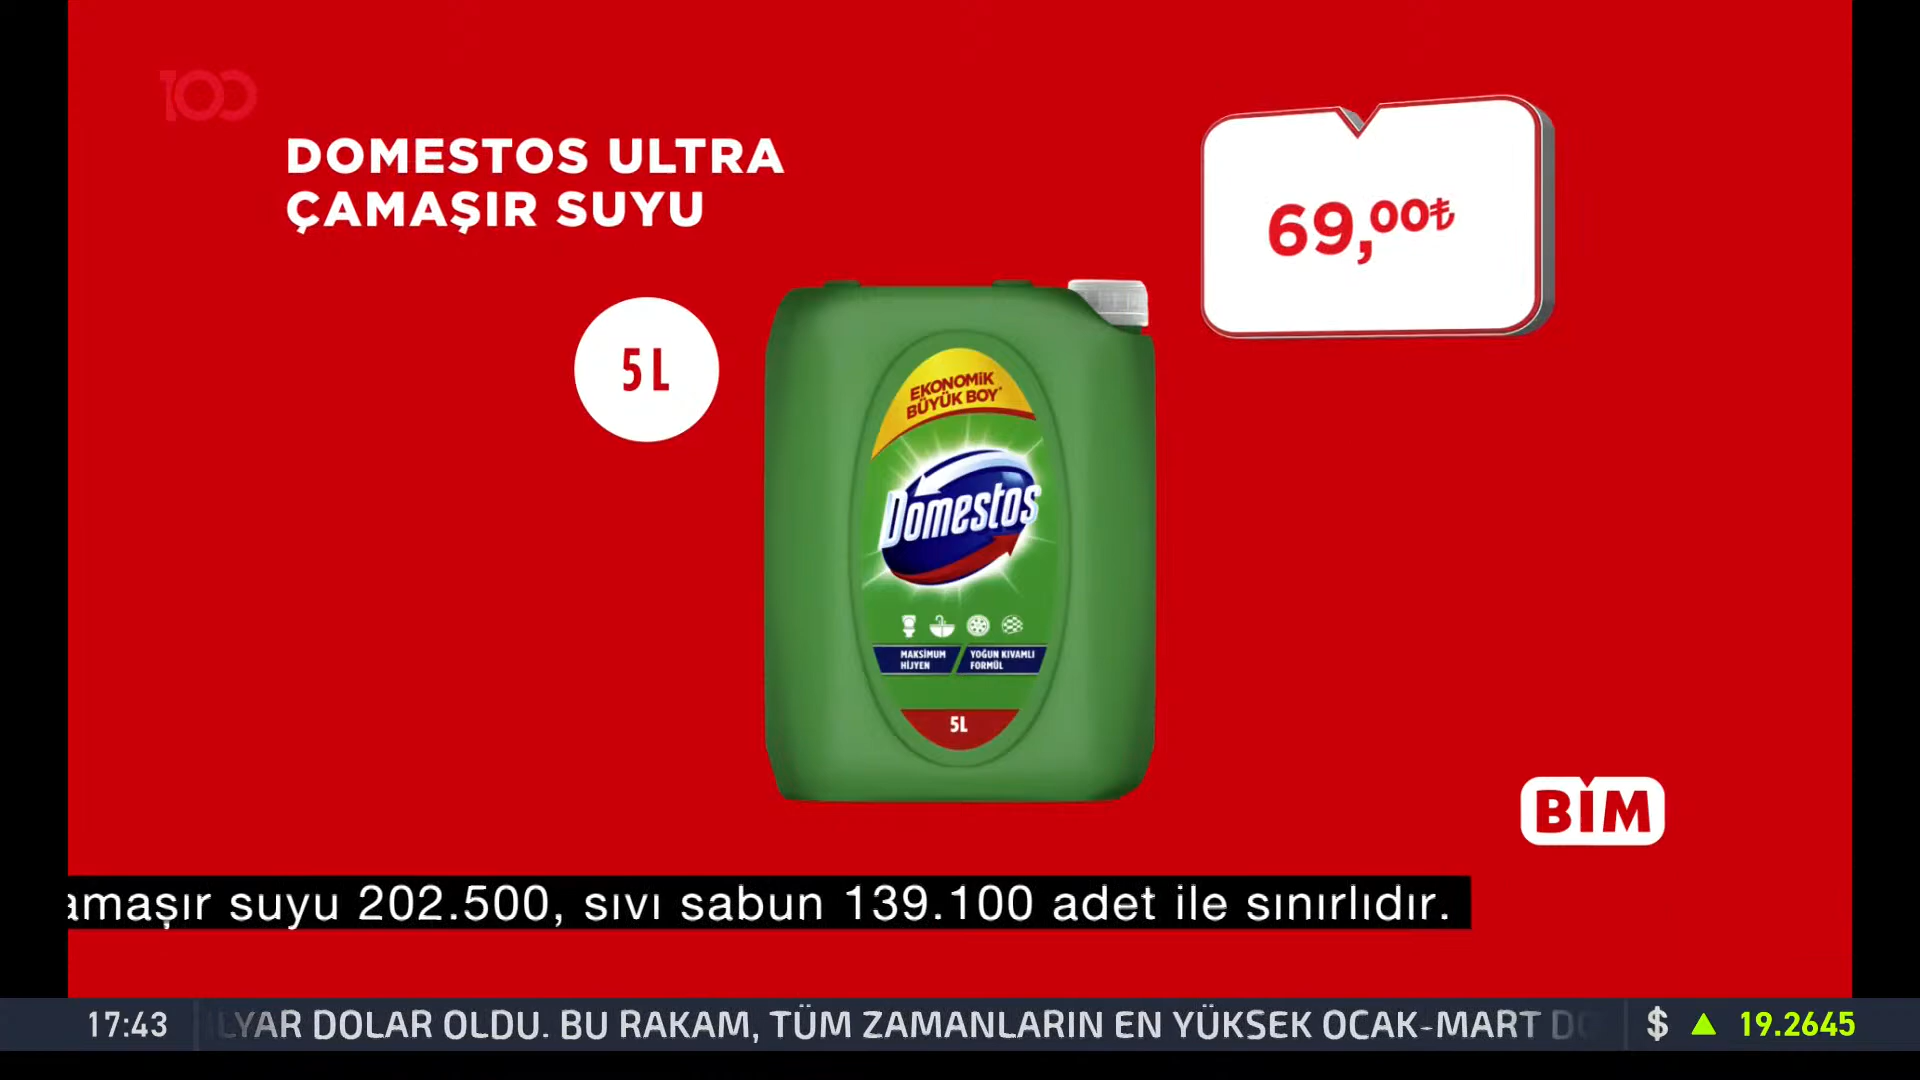 100
DOMESTOS ULTRA
ÇAMAŞIR SUYU
69,00₺
5 L
EKONOMİK
BÜYÜK BOY*
Domestos
MAKSİMUM
HİJYEN
YOĞUN KIVAMLI
FORMÜL
5L
BİM
amaşır suyu 202.500, sıvı sabun 139.100 adet ile sınırlıdır.
17:43 LYAR DOLAR OLDU. BU RAKAM, TÜM ZAMANLARIN EN YÜKSEK OCAK-MART $ ▲ 19.2645